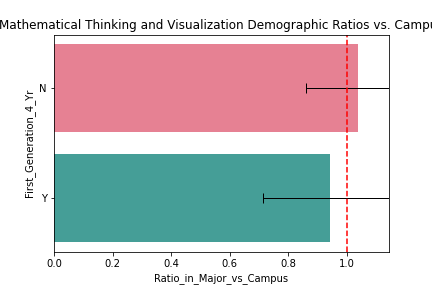 Mathematical Thinking and Visualization Demographic Ratios vs.
N
Y
First_Generation_4_Yr
0.0 0.2 0.4 0.6 0.8 1.0
Ratio_in_Major_vs_Campus